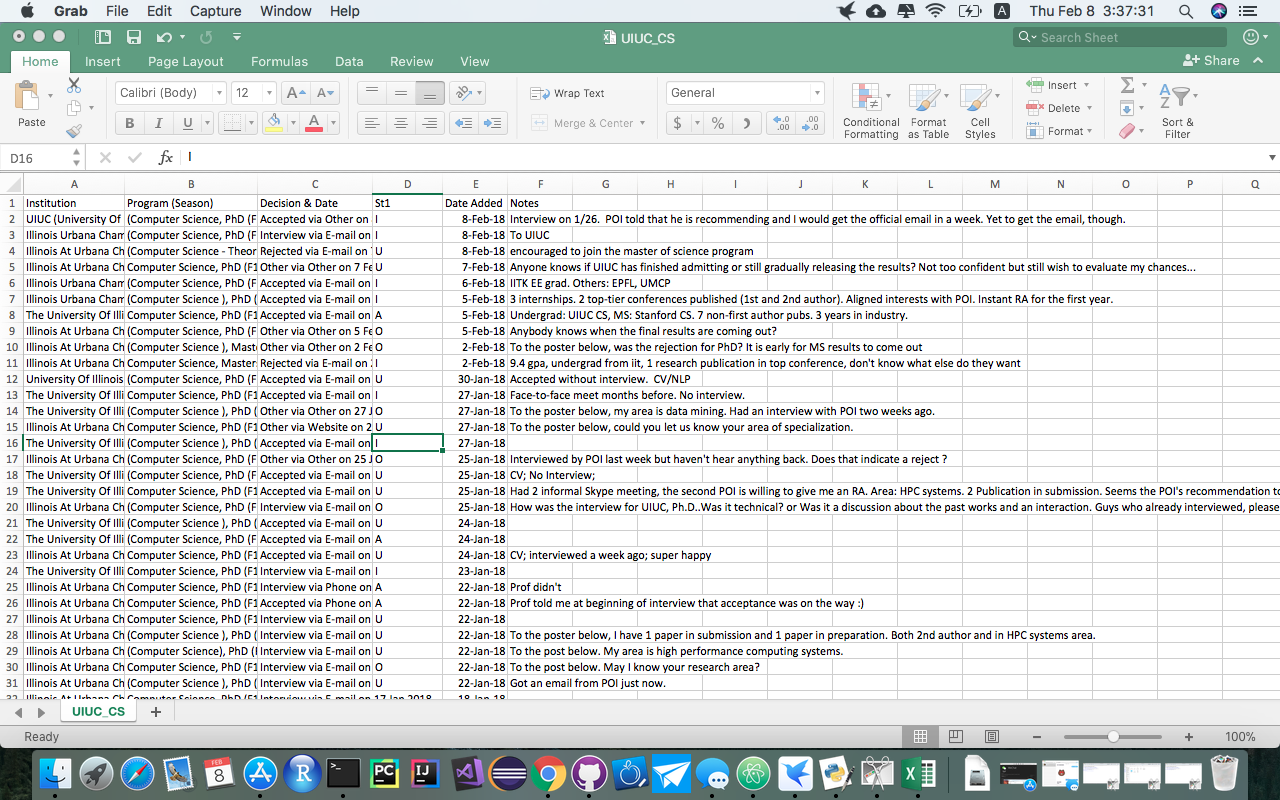 Grab File Edit Capture Window Help A Thu Feb 8 3:37:31
UIUC_CS Search Sheet
Home Insert Page Layout Formulas Data Review View Share
Paste Calibri (Body) 12 A A Wrap Text General Conditional Formatting Format as Table Cell Styles Insert Delete Format Sort & Filter
B I U A Merge & Center $ % )
D16 fx I
A B C D E F G H I J K L M N O P Q
1 Institution Program (Season) Decision & Date St1 Date Added Notes
2 UIUC (University Of (Computer Science, PhD (F Accepted via Other on I 8-Feb-18 Interview on 1/26. POI told that he is recommending and I would get the official email in a week. Yet to get the email, though.
3 Illinois Urbana Cham (Computer Science, PhD (F Interview via E-mail on I 8-Feb-18 To UIUC
4 Illinois At Urbana Ch (Computer Science - Theor Rejected via E-mail on U 8-Feb-18 encouraged to join the master of science program
5 Illinois At Urbana Ch Computer Science, PhD (F1 Other via Other on 7 Fe U 7-Feb-18 Anyone knows if UIUC has finished admitting or still gradually releasing the results? Not too confident but still wish to evaluate my chances...
6 Illinois Urbana Cham (Computer Science, PhD (F Accepted via E-mail on I 6-Feb-18 IITK EE grad. Others: EPFL, UMCP
7 Illinois Urbana Cham (Computer Science ), PhD ( Accepted via E-mail on I 5-Feb-18 3 internships. 2 top-tier conferences published (1st and 2nd author). Aligned interests with POI. Instant RA for the first year.
8 The University Of Illi (Computer Science, PhD (F Accepted via E-mail on A 5-Feb-18 Undergrad: UIUC CS, MS: Stanford CS. 7 non-first author pubs. 3 years in industry.
9 Illinois At Urbana Ch (Computer Science, PhD (F Other via Other on 5 Fe O 5-Feb-18 Anybody knows when the final results are coming out?
10 Illinois At Urbana Ch (Computer Science ), Mast Other via Other on 2 Fe O 2-Feb-18 To the poster below, was the rejection for PhD? It is early for MS results to come out
11 Illinois At Urbana Ch Computer Science, Master Rejected via E-mail on I 2-Feb-18 9.4 gpa, undergrad from iit, 1 research publication in top conference, don't know what else do they want
12 University Of Illinois (Computer Science, PhD (F Accepted via E-mail on U 30-Jan-18 Accepted without interview. CV/NLP
13 The University Of Illi (Computer Science, PhD (F Accepted via E-mail on I 27-Jan-18 Face-to-face meet months before. No interview.
14 The University Of Illi (Computer Science ), PhD ( Other via Other on 27 J O 27-Jan-18 To the poster below, my area is data mining. Had an interview with POI two weeks ago.
15 Illinois At Urbana Ch (Computer Science, PhD (F Other via Website on 2 U 27-Jan-18 To the poster below, could you let us know your area of specialization.
16 The University Of Illi (Computer Science ), PhD ( Accepted via E-mail on I 27-Jan-18
17 Illinois At Urbana Ch (Computer Science, PhD (F Other via Other on 25 J O 25-Jan-18 Interviewed by POI last week but haven't hear anything back. Does that indicate a reject ?
18 The University Of Illi (Computer Science, PhD (F Accepted via E-mail on U 25-Jan-18 CV; No Interview;
19 The University Of Illi (Computer Science, PhD (F Accepted via E-mail on U 25-Jan-18 Had 2 informal Skype meeting, the second POI is willing to give me an RA. Area: HPC systems. 2 Publication in submission. Seems the POI's recommendation to
20 The University Of Illi (Computer Science, PhD (F Interview via E-mail on O 25-Jan-18 How was the interview for UIUC, Ph.D..Was it technical? or Was it a discussion about the past works and an interaction. Guys who already interviewed, please
21 The University Of Illi (Computer Science ), PhD ( Accepted via E-mail on U 24-Jan-18
22 The University Of Illi (Computer Science, PhD (F Accepted via E-mail on A 24-Jan-18
23 Illinois At Urbana Ch Computer Science, PhD (F1 Accepted via E-mail on U 24-Jan-18 CV; interviewed a week ago; super happy
24 The University Of Illi Computer Science, PhD (F1 Interview via E-mail on I 23-Jan-18
25 Illinois At Urbana Ch Computer Science, PhD (F1 Interview via Phone on A 22-Jan-18 Prof didn't
26 Illinois At Urbana Ch Computer Science, PhD (F1 Accepted via Phone on A 22-Jan-18 Prof told me at beginning of interview that acceptance was on the way :)
27 Illinois At Urbana Ch Computer Science, PhD (F1 Interview via E-mail on U 22-Jan-18
28 Illinois At Urbana Ch (Computer Science ), PhD ( Interview via E-mail on U 22-Jan-18 To the poster below, I have 1 paper in submission and 1 paper in preparation. Both 2nd author and in HPC systems area.
29 Illinois At Urbana Ch (Computer Science), PhD (I Interview via E-mail on U 22-Jan-18 To the post below. My area is high performance computing systems.
30 Illinois At Urbana Ch Computer Science, PhD (F1 Interview via E-mail on O 22-Jan-18 To the post below. May I know your research area?
31 Illinois At Urbana Ch (Computer Science ), PhD ( Interview via E-mail on U 22-Jan-18 Got an email from POI just now.
32 Illinois At Urbana Ch Computer Science, PhD (F1 Interview via E-mail on 17 Jan 2018 18-Jan-18
UIUC_CS +
Ready 100%
FEB 8 R PC IJ X